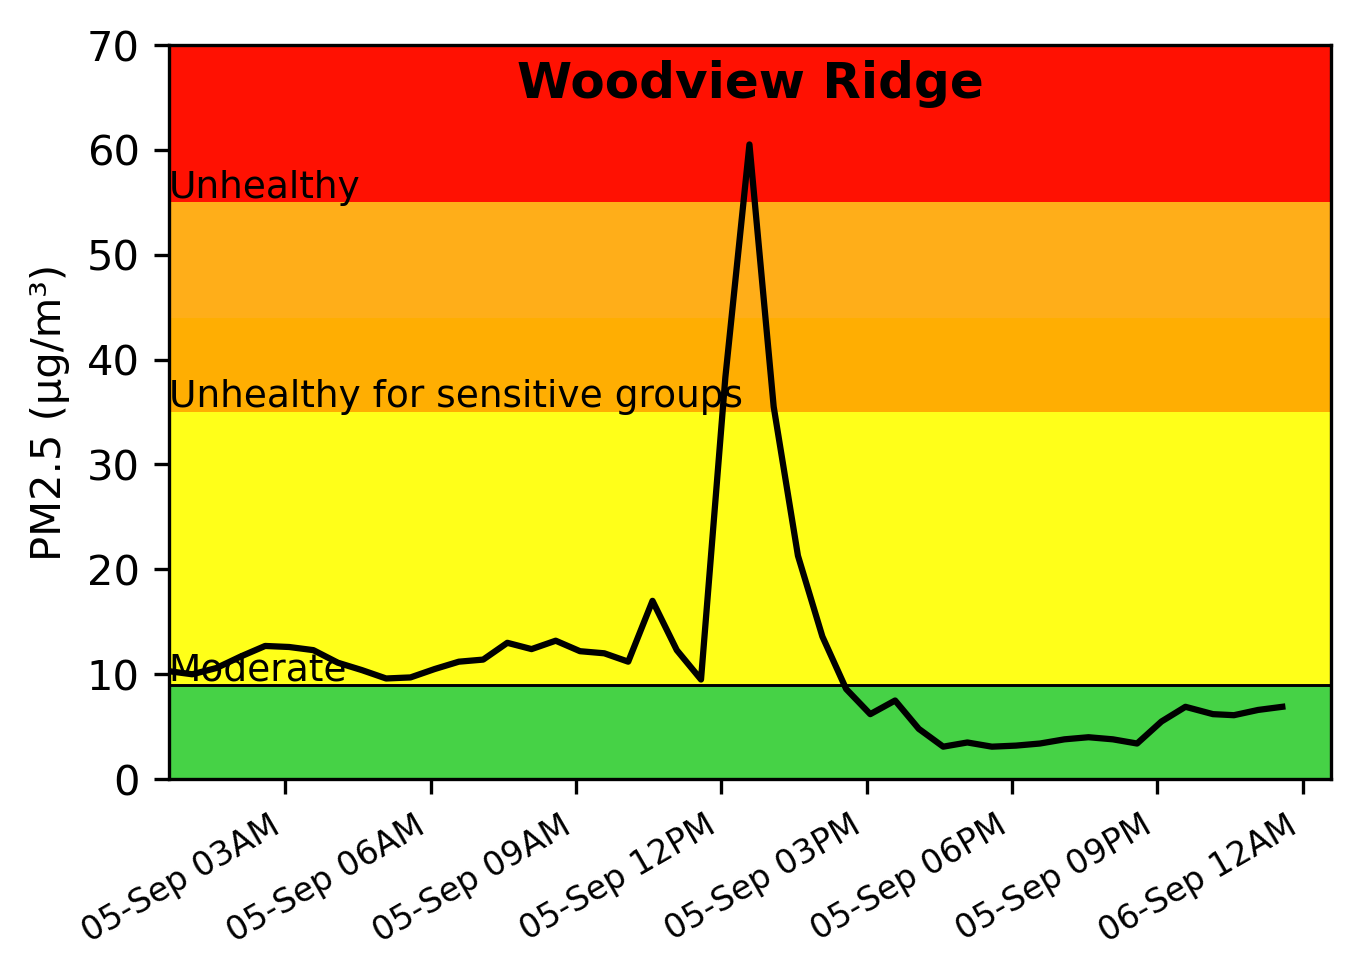 Woodview Ridge
PM2.5 (µg/m³)
70
60
50
40
30
20
10
0
Unhealthy
Unhealthy for sensitive groups
Moderate
05-Sep 03AM
05-Sep 06AM
05-Sep 09AM
05-Sep 12PM
05-Sep 03PM
05-Sep 06PM
05-Sep 09PM
06-Sep 12AM